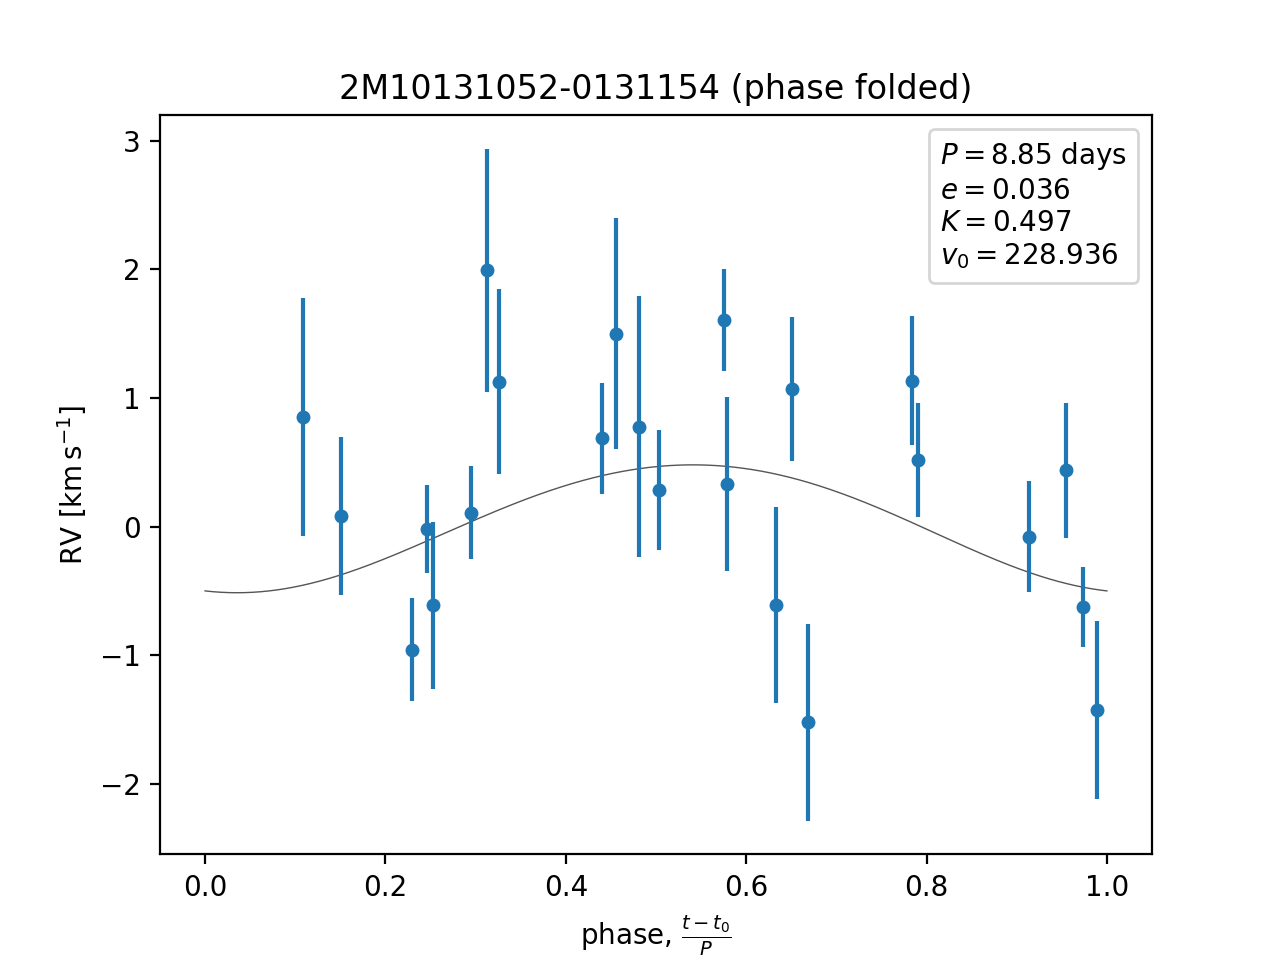 2M10131052-0131154 (phase folded)
P = 8.85 days
e = 0.036
K = 0.497
v₀ = 228.936
3
2
1
0
−1
−2
RV [km s⁻¹]
0.0 0.2 0.4 0.6 0.8 1.0
phase, (t − t₀)/P